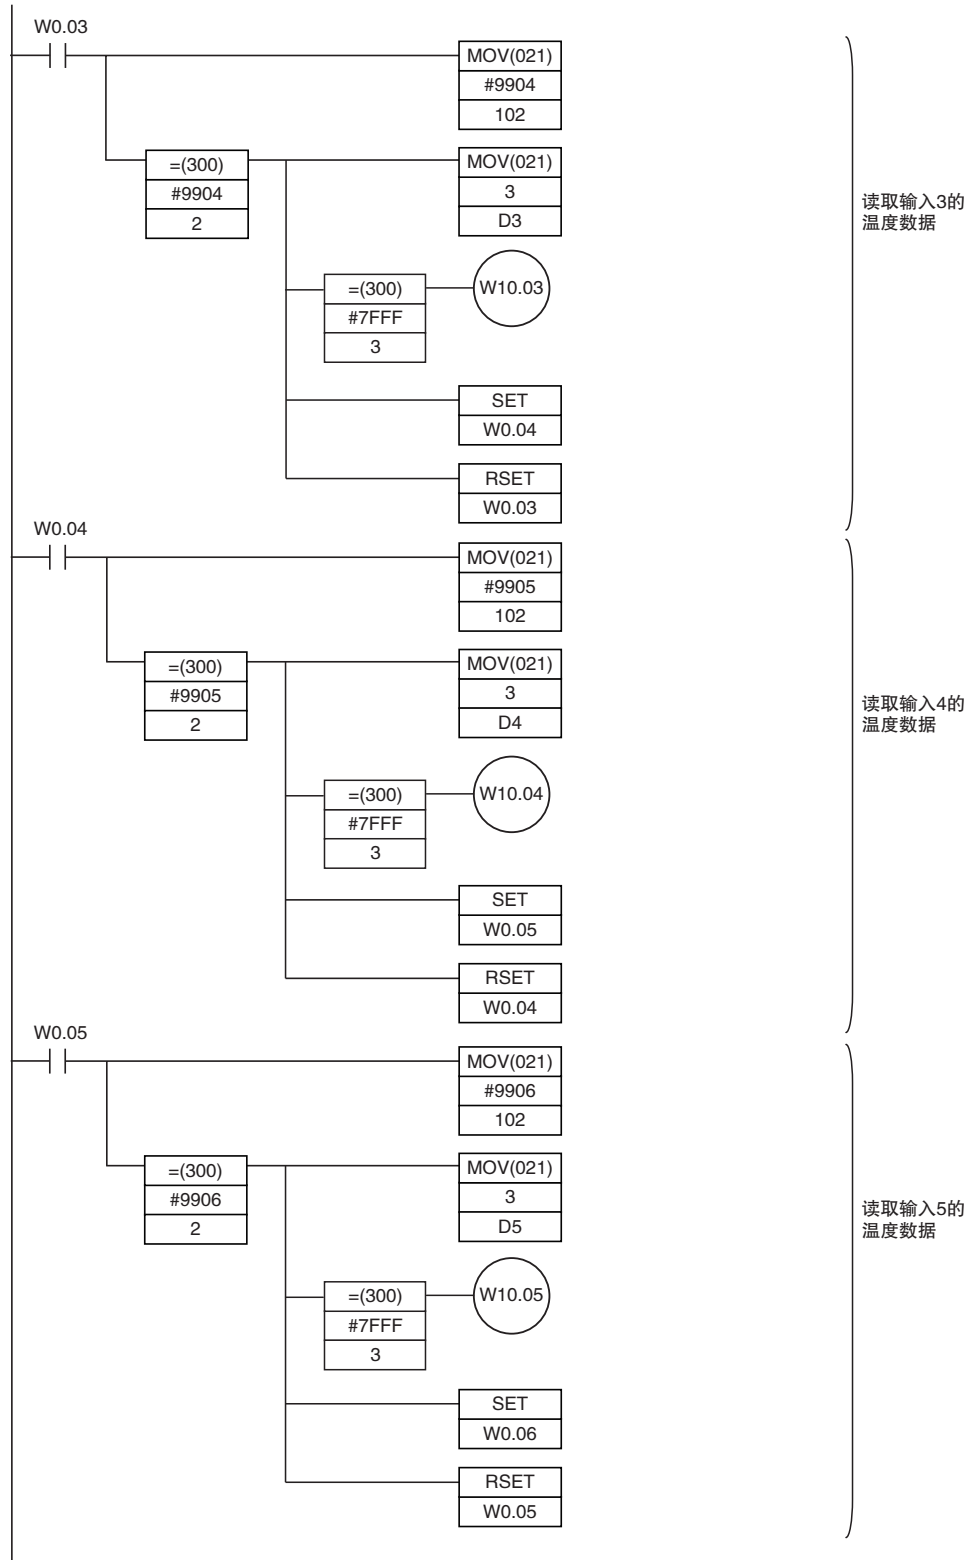 W0.03
MOV(021)
#9904
102
=(300)
#9904
2
MOV(021)
3
D3
=(300)
#7FFF
3
W10.03
SET
W0.04
RSET
W0.03
读取输入3的
温度数据
W0.04
MOV(021)
#9905
102
=(300)
#9905
2
MOV(021)
3
D4
=(300)
#7FFF
3
W10.04
SET
W0.05
RSET
W0.04
读取输入4的
温度数据
W0.05
MOV(021)
#9906
102
=(300)
#9906
2
MOV(021)
3
D5
=(300)
#7FFF
3
W10.05
SET
W0.06
RSET
W0.05
读取输入5的
温度数据